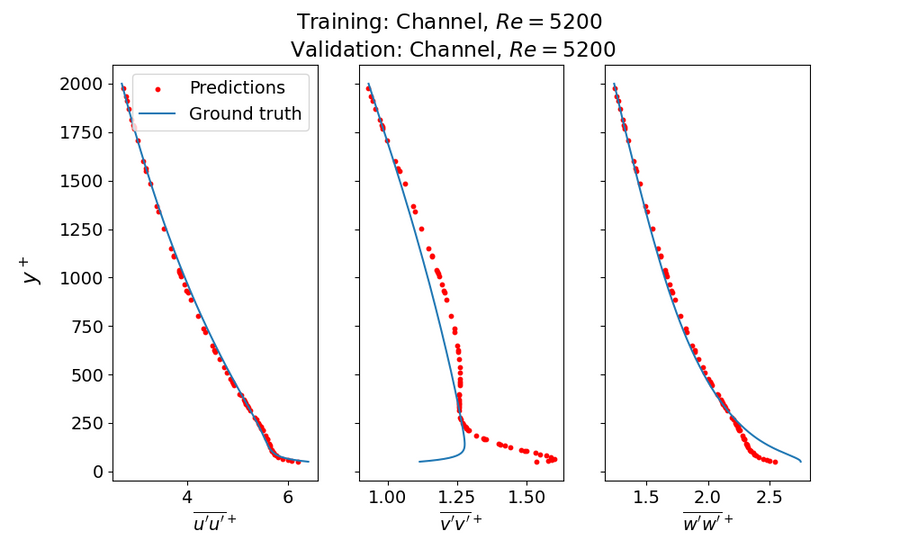 Training: Channel, Re = 5200
Validation: Channel, Re = 5200
Predictions
Ground truth
y⁺
2000
1750
1500
1250
1000
750
500
250
0
4 6
1.00 1.25 1.50
1.5 2.0 2.5
u′u′⁺ v′v′⁺ w′w′⁺